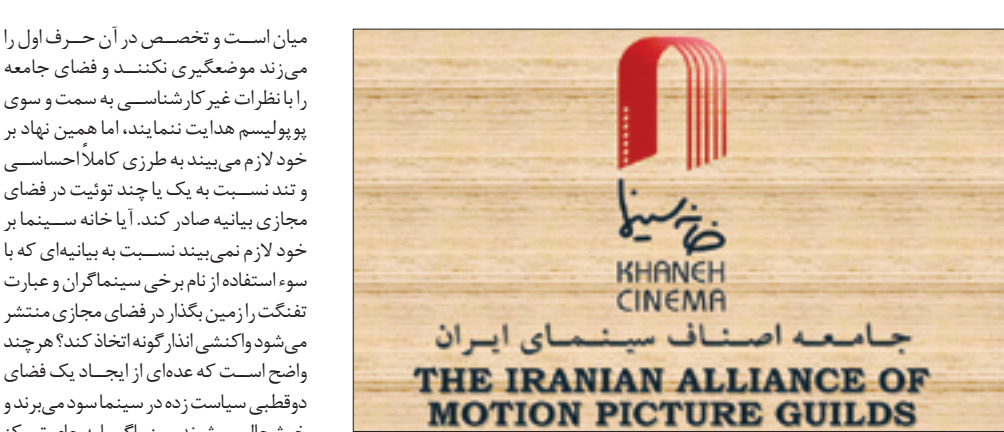 میان است و تخصص در آن حرف اول را
می‌زند موضعگیری نکنند و فضای جامعه
را با نظرات غیر کارشناسی به سمت و سوی
پوپولیسم هدایت ننمایند، اما همین نهاد بر
خود لازم می‌بیند به طرزی کاملاً احساسی
و تند نسبت به یک یا چند توئیت در فضای
مجازی بیانیه صادر کند. آیا خانه سینما بر
خود لازم نمی‌بیند نسبت به بیانیه‌ای که با
سوء استفاده از نام برخی سینماگران و عبارت
تفنگت را زمین بگذار در فضای مجازی منتشر
می‌شود واکنشی انذار گونه اتخاذ کند؟ هر چند
واضح است که عده‌ای از ایجاد یک فضای
دوقطبی سیاست زده در سینما سود می‌برند و
خانه سینما
KHANEH
CINEMA
جامعه اصناف سینمای ایران
THE IRANIAN ALLIANCE OF
MOTION PICTURE GUILDS